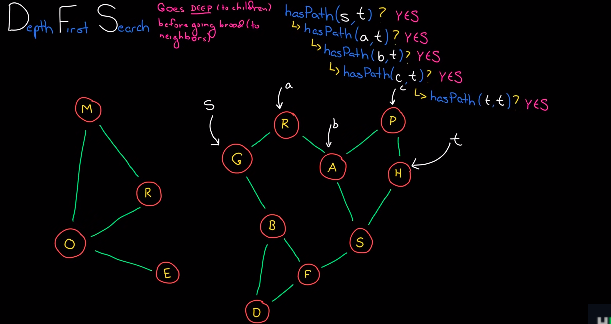 Depth First Search
Goes DEEP (to children)
before going broad (to
neighbors)
hasPath(s,t)? YES
↳ hasPath(a,t)? YES
↳ hasPath(b,t)? YES
↳ hasPath(c,t)? YES
↳ hasPath(t,t)? YES
a
c
s
b
t
M
R
P
G
A
H
R
B
O
S
E
F
D